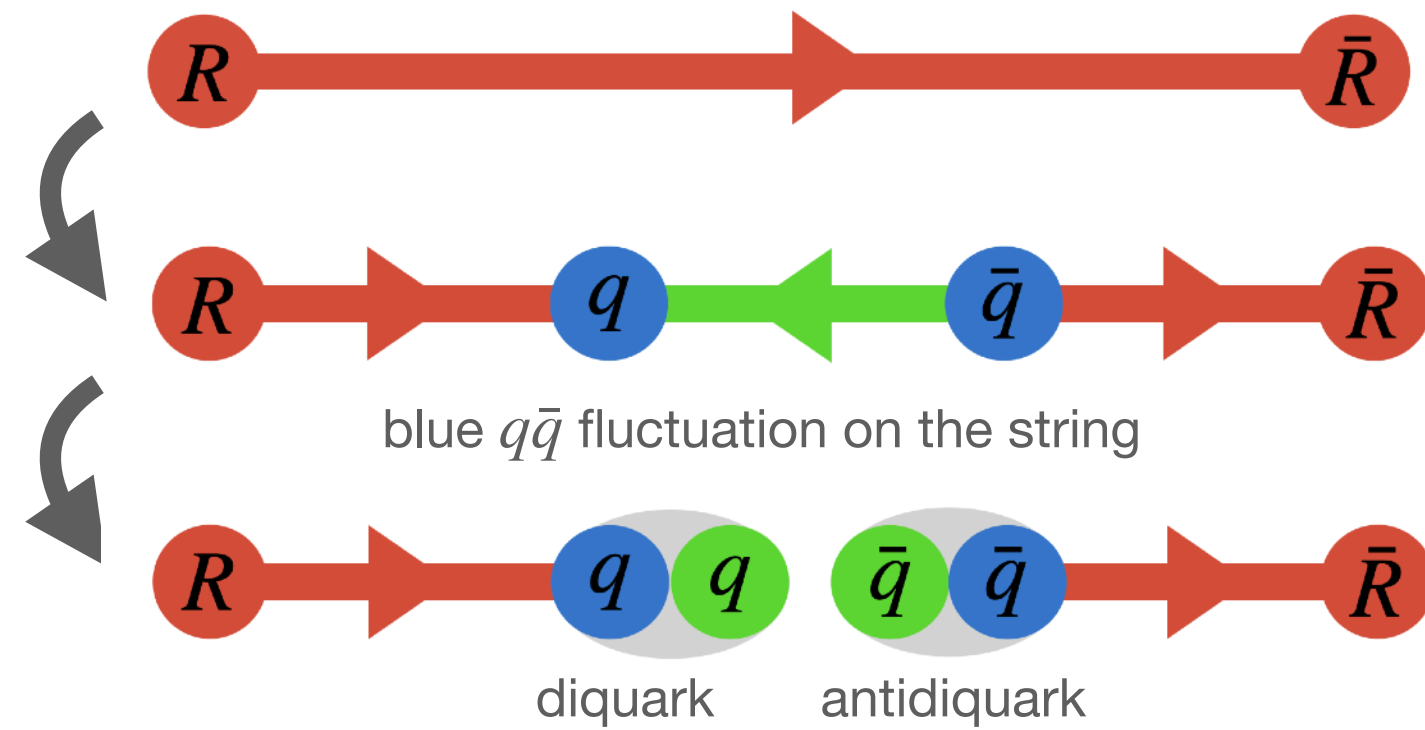 R R̄
R q q̄ R̄
blue qq̄ fluctuation on the string
R q q q̄ q̄ R̄
diquark antidiquark